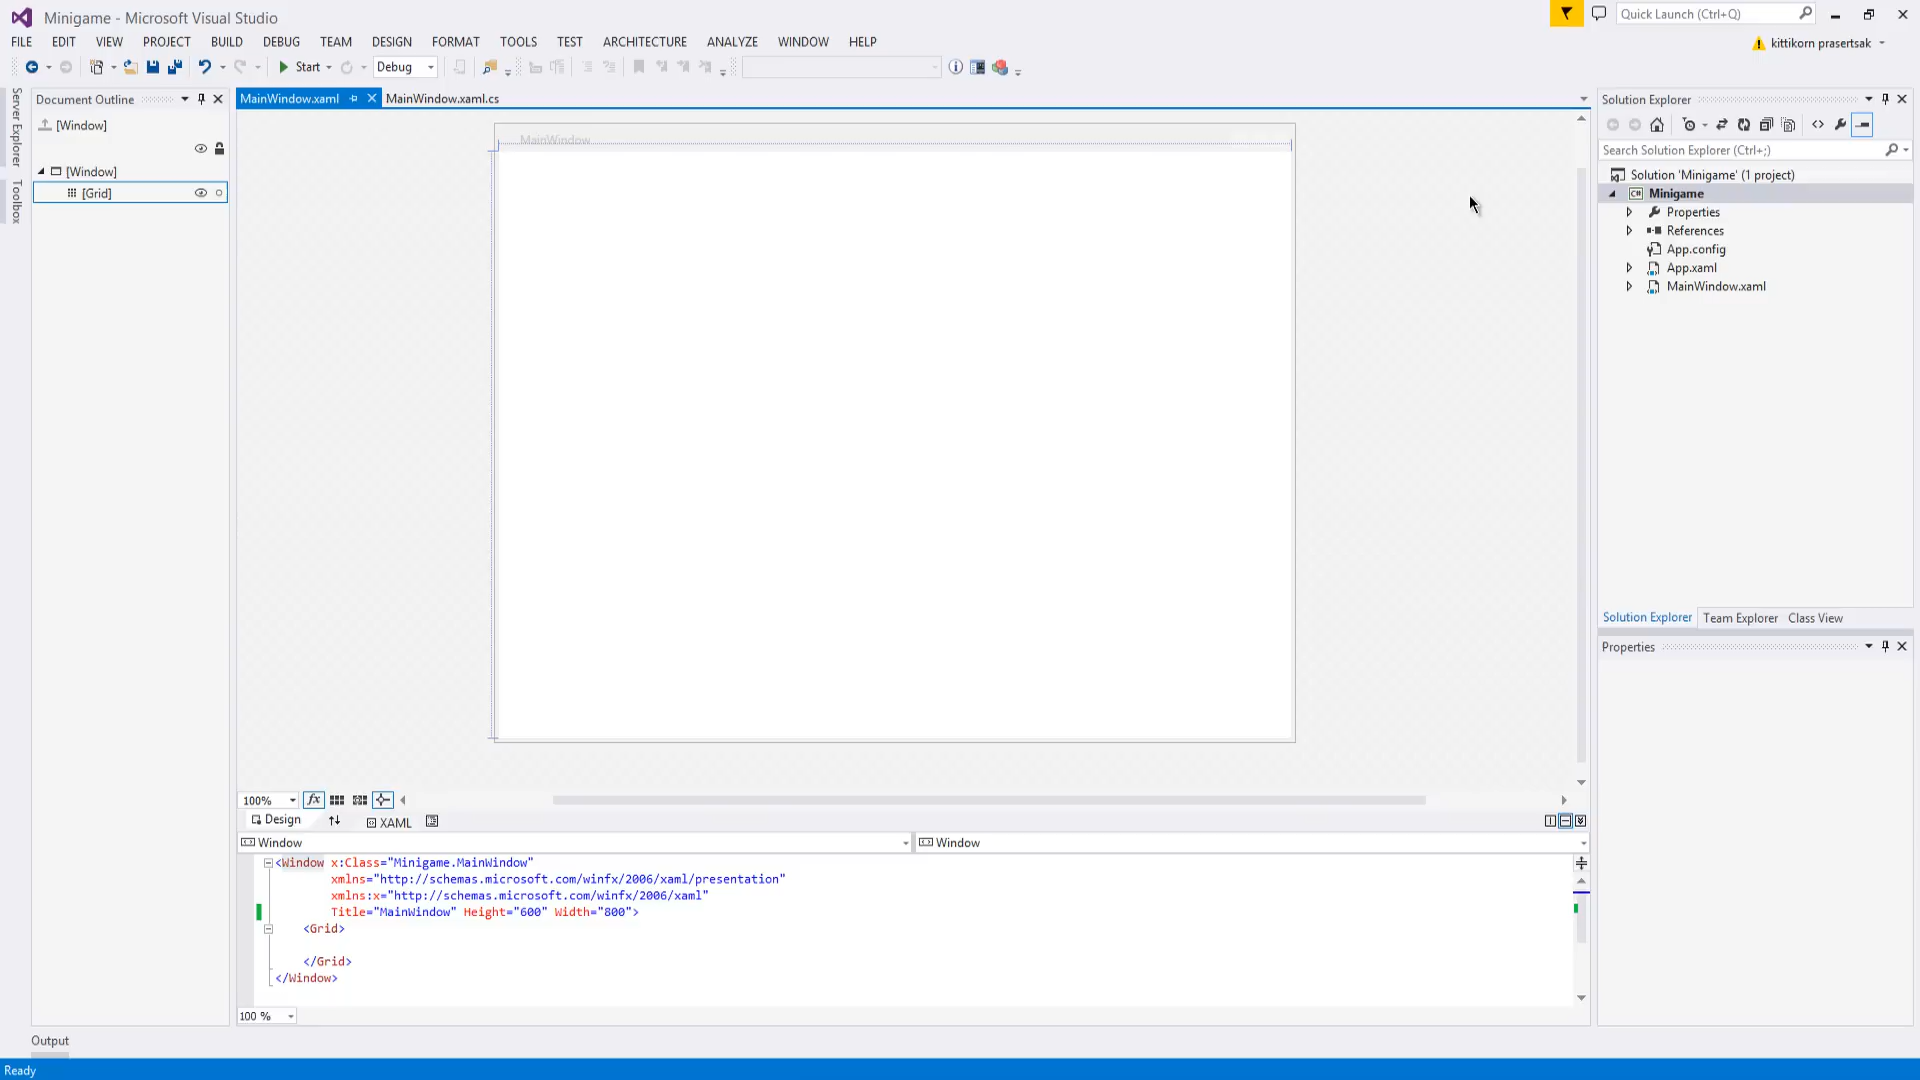 Minigame - Microsoft Visual Studio
Quick Launch (Ctrl+Q)
FILE EDIT VIEW PROJECT BUILD DEBUG TEAM DESIGN FORMAT TOOLS TEST ARCHITECTURE ANALYZE WINDOW HELP
kittikorn prasertsak
Start
Debug
Server Explorer
Toolbox
Document Outline
[Window]
[Window]
[Grid]
MainWindow.xaml
MainWindow.xaml.cs
MainWindow
100%
fx
Design
XAML
Window
Window
<Window x:Class="Minigame.MainWindow"
xmlns="http://schemas.microsoft.com/winfx/2006/xaml/presentation"
xmlns:x="http://schemas.microsoft.com/winfx/2006/xaml"
Title="MainWindow" Height="600" Width="800">
<Grid>
</Grid>
</Window>
100 %
Solution Explorer
Search Solution Explorer (Ctrl+;)
Solution 'Minigame' (1 project)
C# Minigame
Properties
References
App.config
App.xaml
MainWindow.xaml
Solution Explorer Team Explorer Class View
Properties
Output
Ready